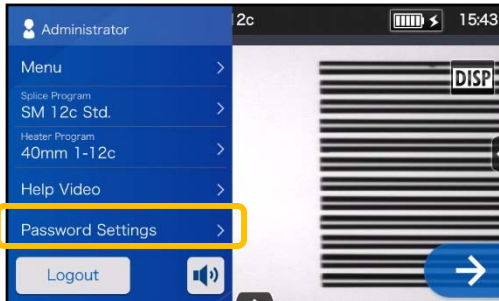 Administrator
12c
15:43
Menu
DISP
Splice Program
SM 12c Std.
Heater Program
40mm 1-12c
Help Video
Password Settings
Logout